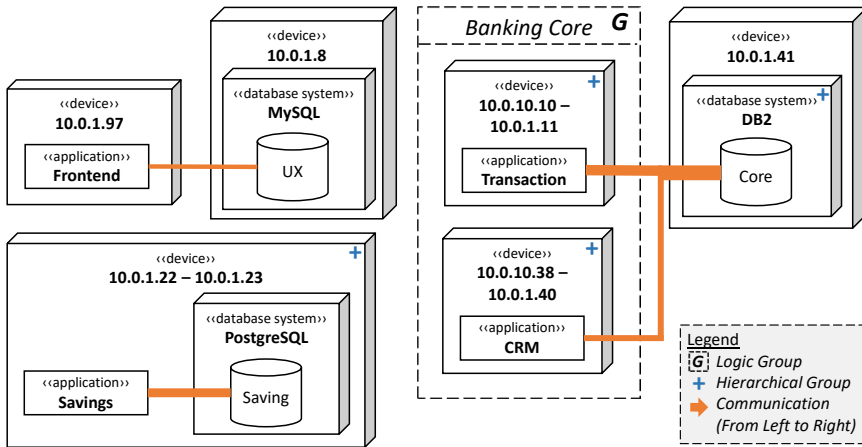 ‹‹device››
10.0.1.97
‹‹application››
Frontend
‹‹device››
10.0.1.8
‹‹database system››
MySQL
UX
‹‹device››
10.0.1.22 – 10.0.1.23
‹‹database system››
PostgreSQL
‹‹application››
Savings
Saving
Banking Core
G
‹‹device››
10.0.10.10 –
10.0.1.11
‹‹application››
Transaction
‹‹device››
10.0.10.38 –
10.0.1.40
‹‹application››
CRM
‹‹device››
10.0.1.41
‹‹database system››
DB2
Core
Legend
G Logic Group
+ Hierarchical Group
Communication
(From Left to Right)